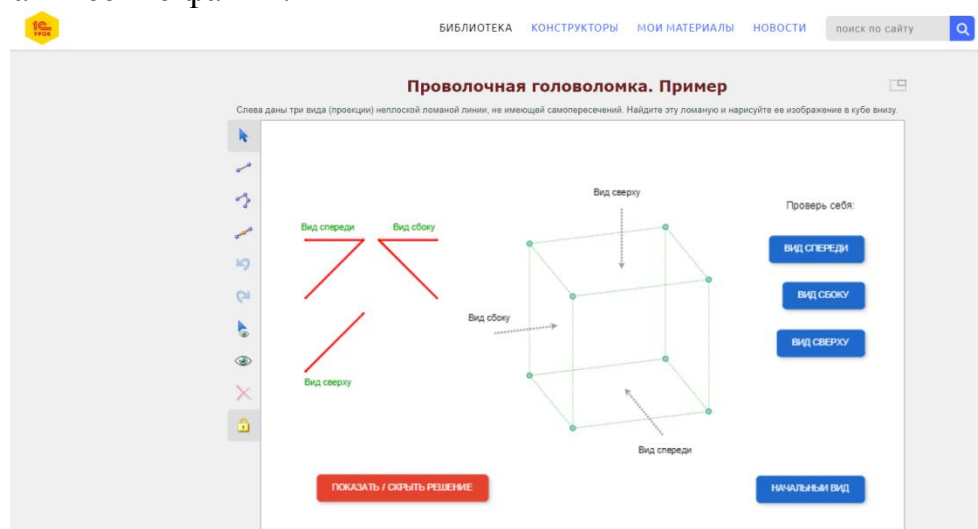 1С:
УРОК
БИБЛИОТЕКА КОНСТРУКТОРЫ МОИ МАТЕРИАЛЫ НОВОСТИ поиск по сайту
Проволочная головоломка. Пример
Слева даны три вида (проекции) неплоской ломаной линии, не имеющей самопересечений. Найдите эту ломаную и нарисуйте ее изображение в кубе внизу.
Вид сверху
Проверь себя:
Вид спереди Вид сбоку
ВИД СПЕРЕДИ
ВИД СБОКУ
Вид сбоку
ВИД СВЕРХУ
Вид сверху
Вид спереди
ПОКАЗАТЬ / СКРЫТЬ РЕШЕНИЕ
НАЧАЛЬНЫЙ ВИД